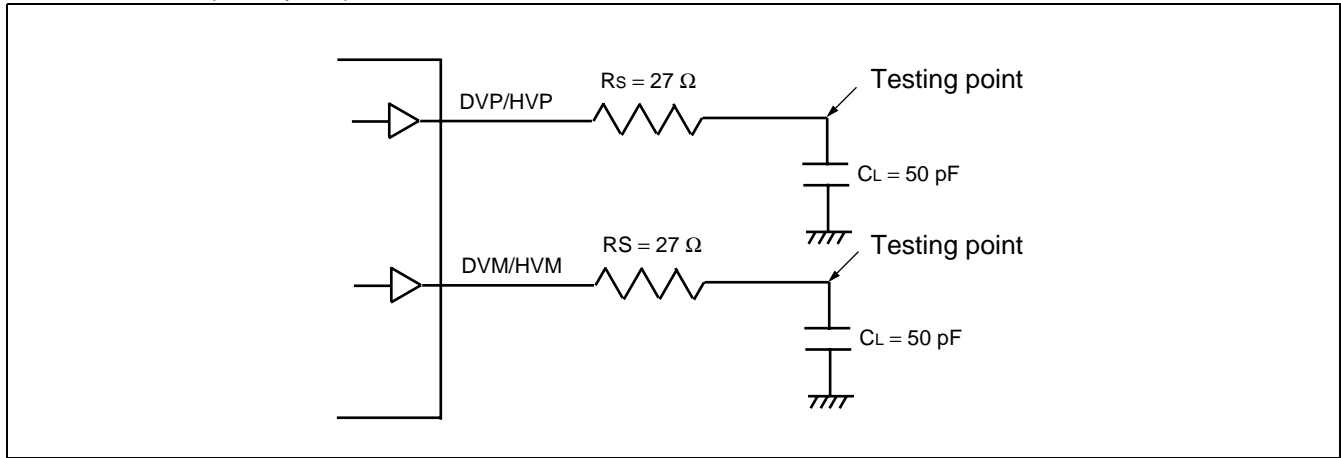 Rs = 27 Ω
Testing point
DVP/HVP
CL = 50 pF
RS = 27 Ω
Testing point
DVM/HVM
CL = 50 pF